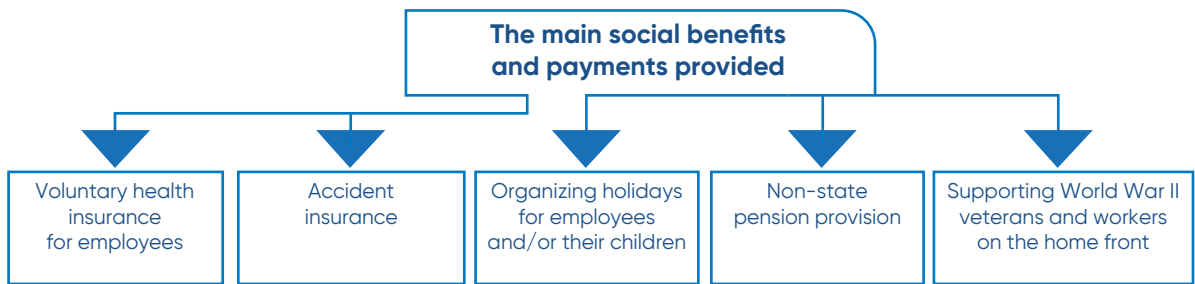 The main social benefits
and payments provided
Voluntary health
insurance
for employees
Accident
insurance
Organizing holidays
for employees
and/or their children
Non-state
pension provision
Supporting World War II
veterans and workers
on the home front